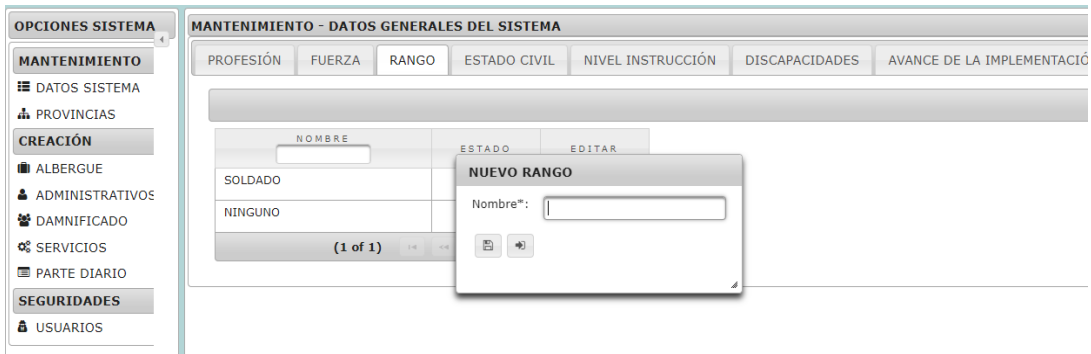 OPCIONES SISTEMA
MANTENIMIENTO
DATOS SISTEMA
PROVINCIAS
CREACIÓN
ALBERGUE
ADMINISTRATIVOS
DAMNIFICADO
SERVICIOS
PARTE DIARIO
SEGURIDADES
USUARIOS
MANTENIMIENTO - DATOS GENERALES DEL SISTEMA
PROFESIÓN FUERZA RANGO ESTADO CIVIL NIVEL INSTRUCCIÓN DISCAPACIDADES AVANCE DE LA IMPLEMENTACIÓ
NOMBRE ESTADO EDITAR
SOLDADO
NINGUNO
(1 of 1)
NUEVO RANGO
Nombre*: